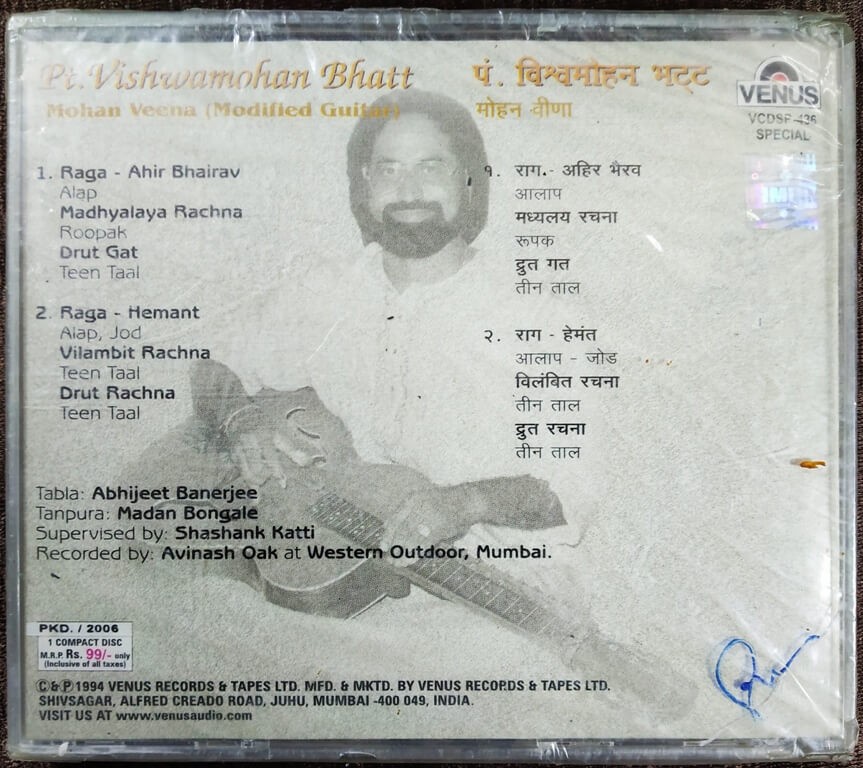 Pt. Vishwamohan Bhatt
Mohan Veena (Modified Guitar)
पं. विश्वमोहन भट्ट
मोहन वीणा
VENUS
VCDSP-436
SPECIAL
1. Raga - Ahir Bhairav
Alap
Madhyalaya Rachna
Roopak
Drut Gat
Teen Taal
2. Raga - Hemant
Alap, Jod
Vilambit Rachna
Teen Taal
Drut Rachna
Teen Taal
१. राग - अहिर भैरव
आलाप
मध्यलय रचना
रूपक
द्रुत गत
तीन ताल
२. राग - हेमंत
आलाप - जोड
विलंबित रचना
तीन ताल
द्रुत रचना
तीन ताल
Tabla: Abhijeet Banerjee
Tanpura: Madan Bongale
Supervised by: Shashank Katti
Recorded by: Avinash Oak at Western Outdoor, Mumbai.
PKD. / 2006
1 COMPACT DISC
M.R.P. Rs. 99/- only
(Inclusive of all taxes)
©&℗ 1994 VENUS RECORDS & TAPES LTD. MFD. & MKTD. BY VENUS RECORDS & TAPES LTD.
SHIVSAGAR, ALFRED CREADO ROAD, JUHU, MUMBAI -400 049, INDIA.
VISIT US AT www.venusaudio.com